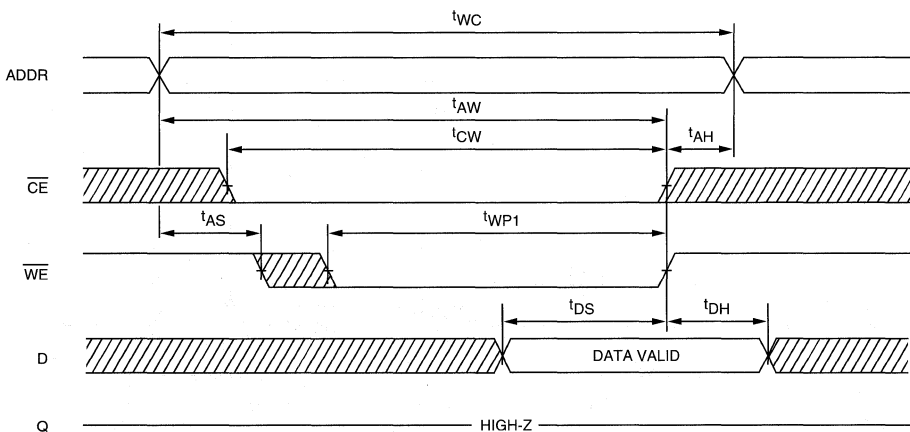 tWC
ADDR
tAW
tCW
tAH
CE
tAS
tWP1
WE
tDS
tDH
D
DATA VALID
Q
HIGH-Z